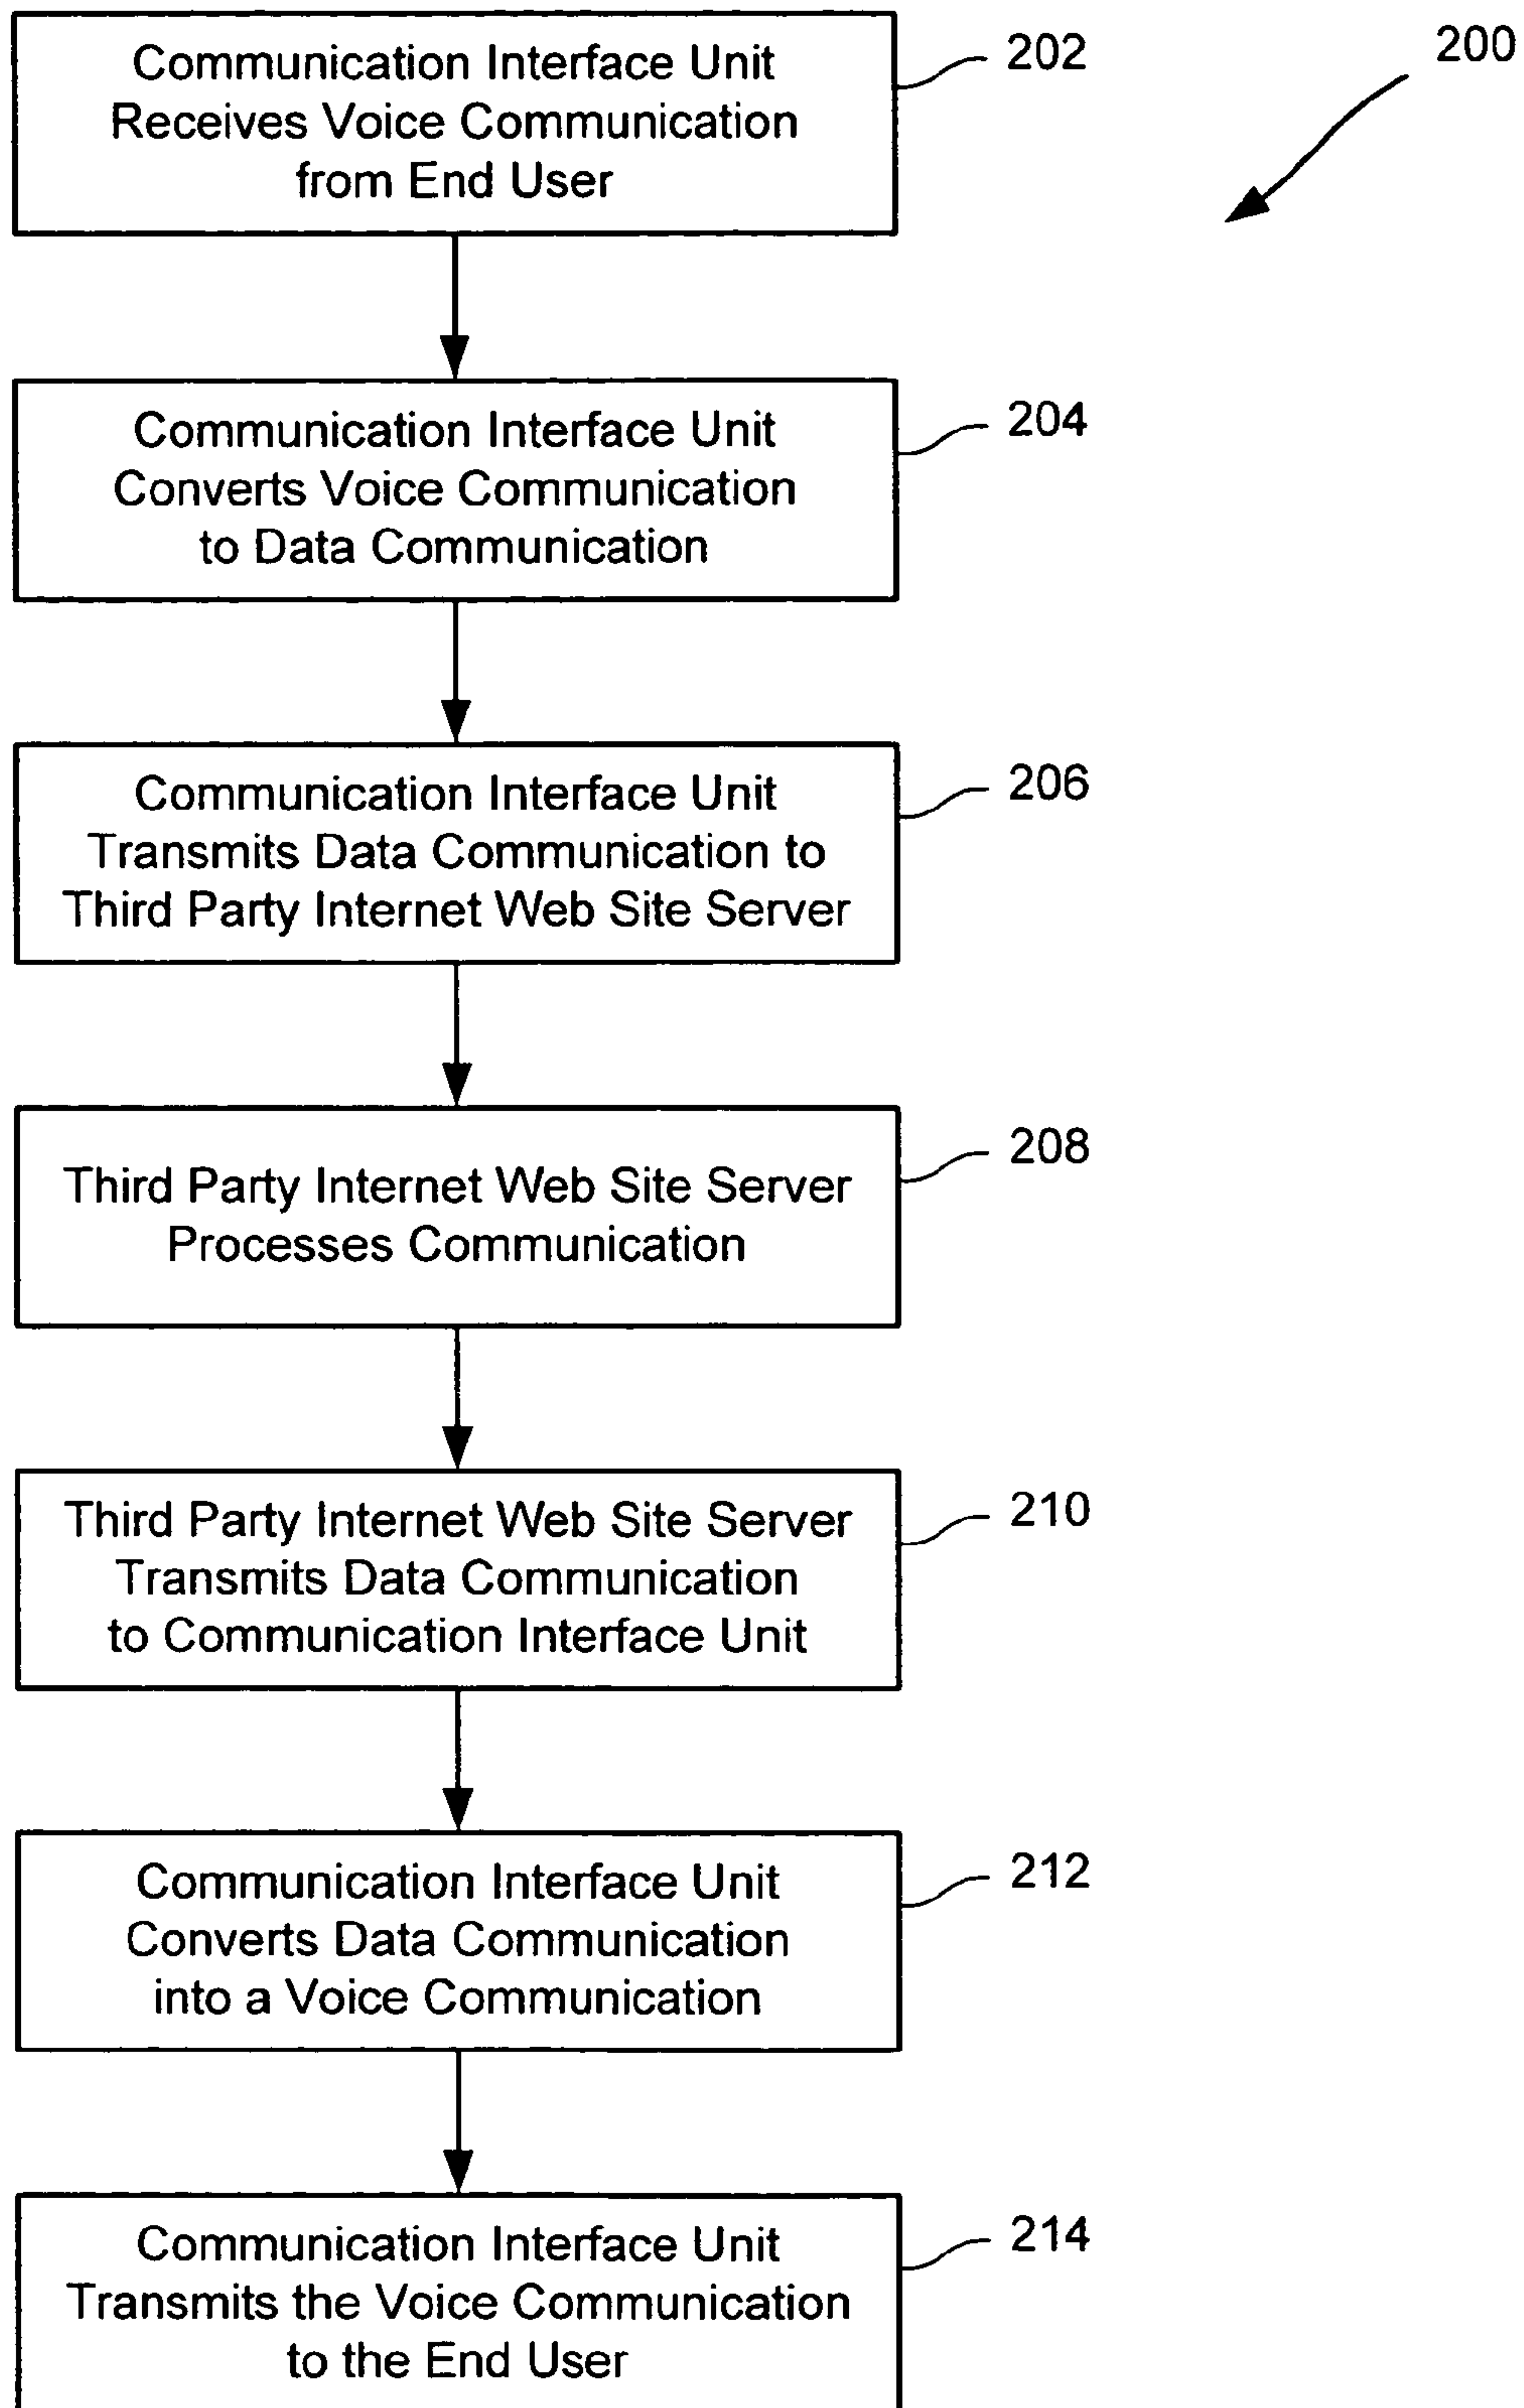 200
Communication Interface Unit
Receives Voice Communication
from End User
202
Communication Interface Unit
Converts Voice Communication
to Data Communication
204
Communication Interface Unit
Transmits Data Communication to
Third Party Internet Web Site Server
206
Third Party Internet Web Site Server
Processes Communication
208
Third Party Internet Web Site Server
Transmits Data Communication
to Communication Interface Unit
210
Communication Interface Unit
Converts Data Communication
into a Voice Communication
212
Communication Interface Unit
Transmits the Voice Communication
to the End User
214